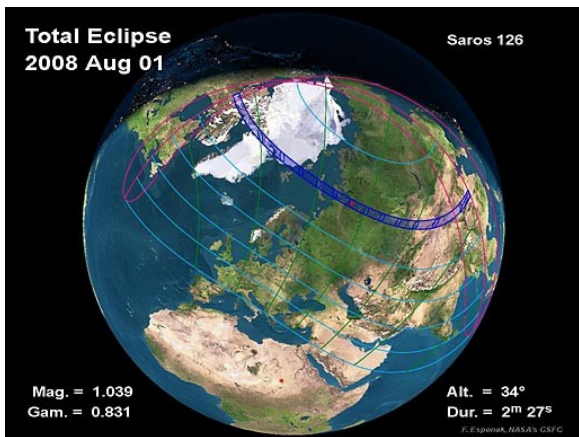 Total Eclipse
2008 Aug 01
Saros 126
Mag. = 1.039
Gam. = 0.831
Alt. = 34°
Dur. = 2m 27s
F. Espenak, NASA's GSFC